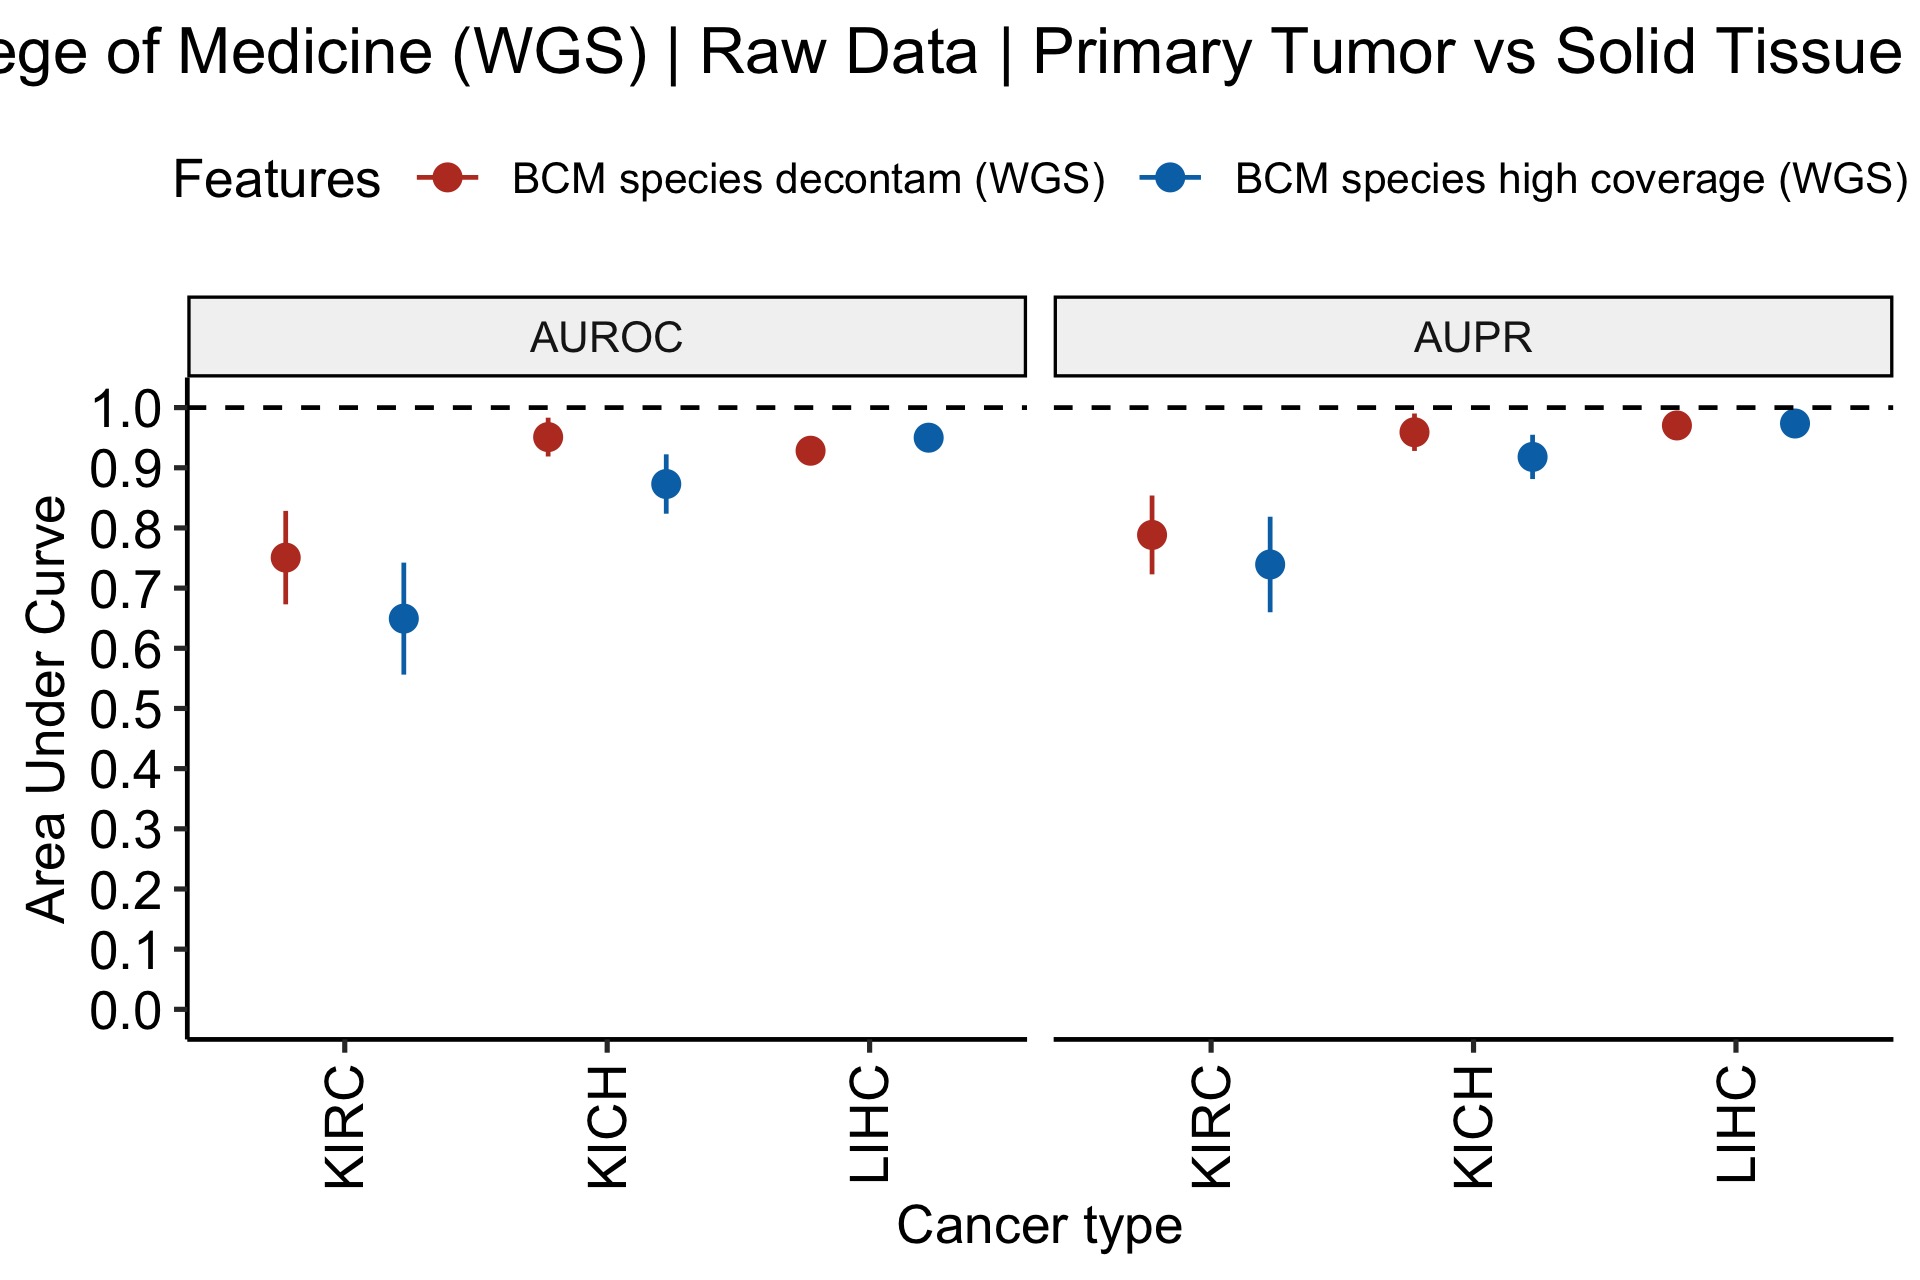 ege of Medicine (WGS) | Raw Data | Primary Tumor vs Solid Tissue
Features BCM species decontam (WGS) BCM species high coverage (WGS)
AUROC AUPR
Area Under Curve
1.0
0.9
0.8
0.7
0.6
0.5
0.4
0.3
0.2
0.1
0.0
KIRC KICH LIHC KIRC KICH LIHC
Cancer type